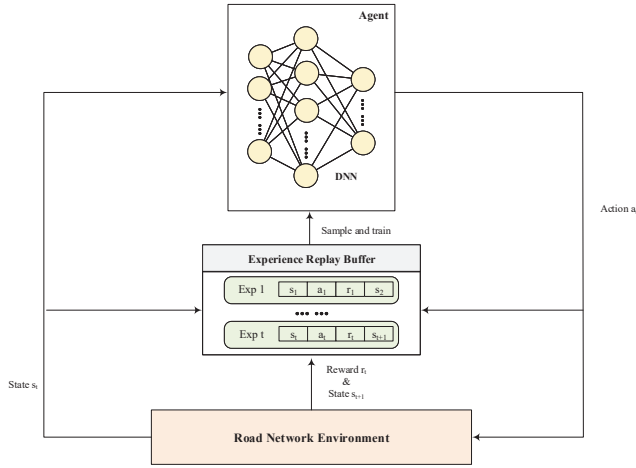 Agent
DNN
Sample and train
Action aₜ
Experience Replay Buffer
Exp 1 s₁ a₁ r₁ s₂
Exp t sₜ aₜ rₜ sₜ₊₁
State sₜ
Reward rₜ
&
State sₜ₊₁
Road Network Environment